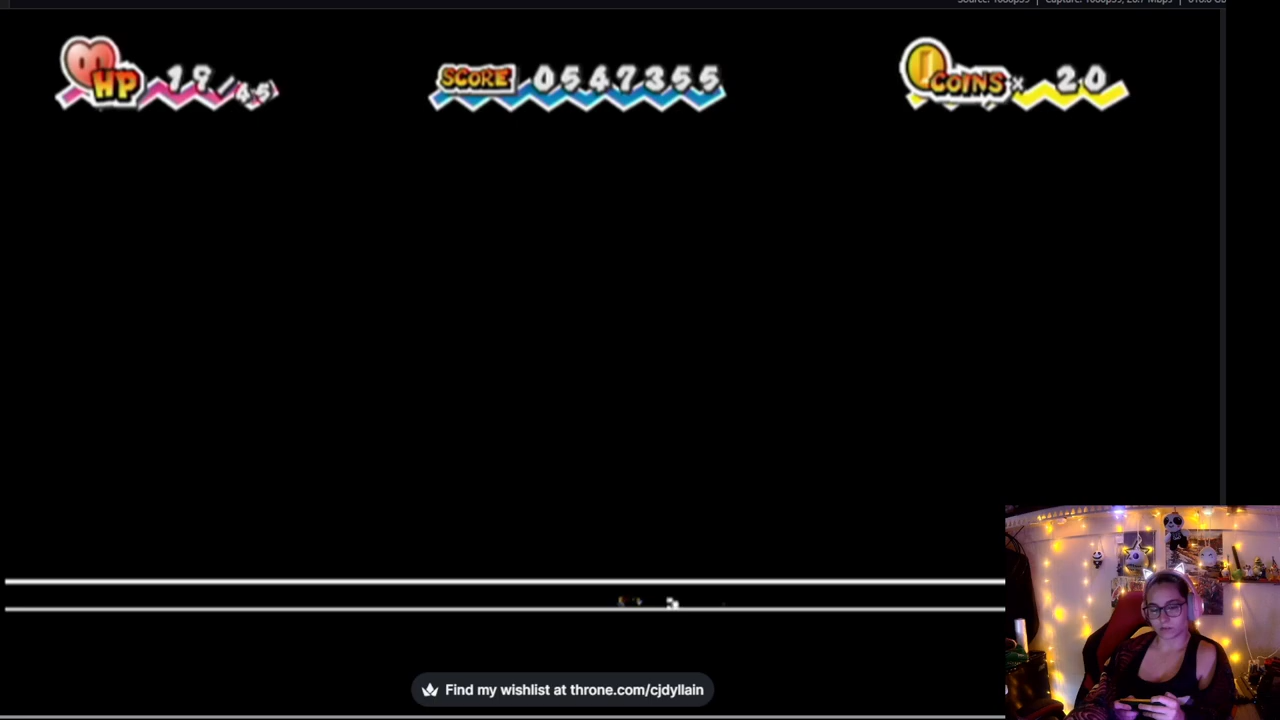 HP 19/45
SCORE 0547355
COINS × 20
Find my wishlist at throne.com/cjdyllain